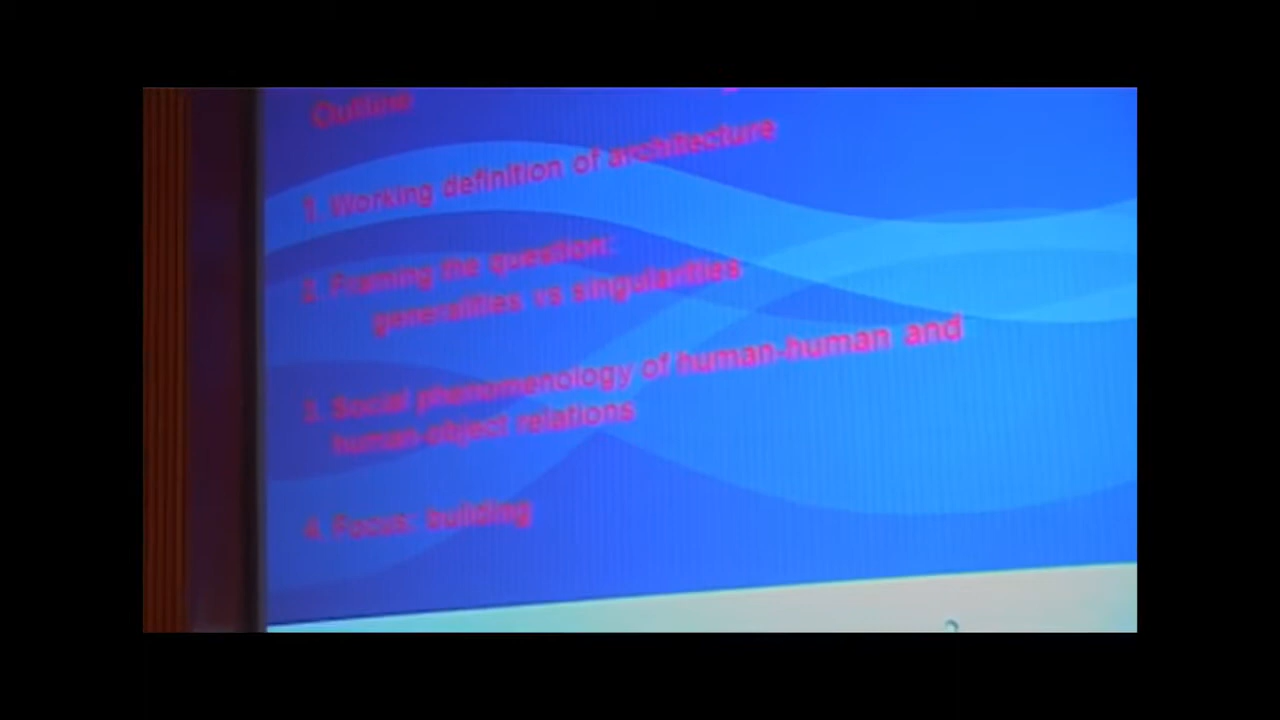 Outline
1. Working definition of architecture
2. Framing the question:
generalities vs singularities
3. Social phenomenology of human-human and
human-object relations
4. Focus: building